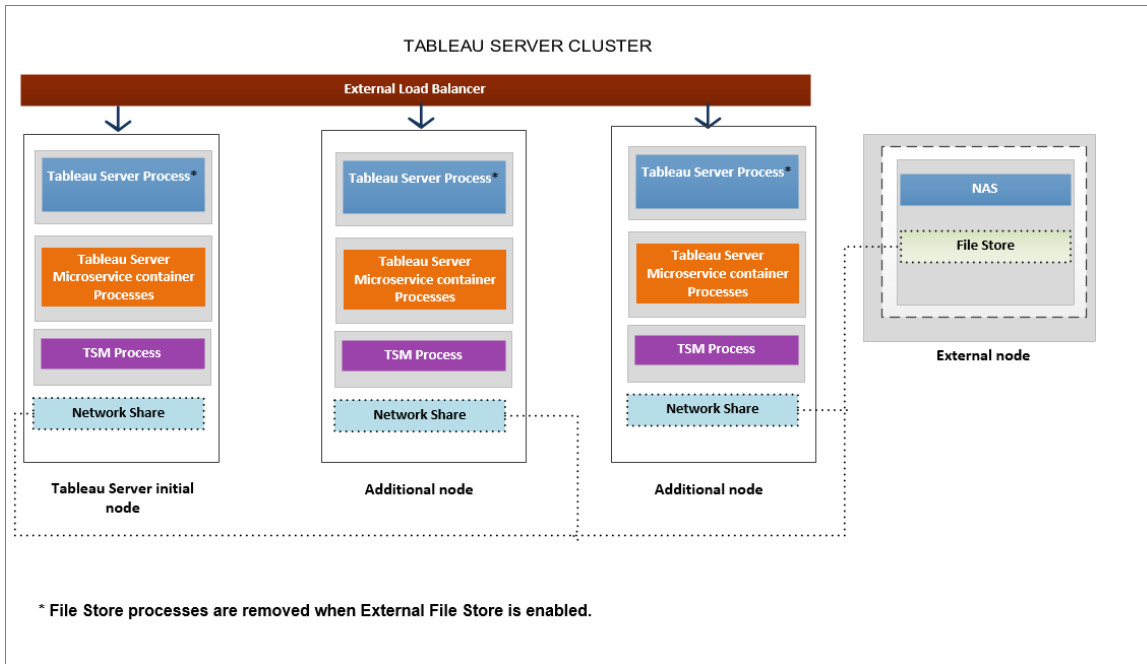 TABLEAU SERVER CLUSTER
External Load Balancer
Tableau Server Process*
Tableau Server
Microservice container
Processes
TSM Process
Network Share
Tableau Server initial
node
Tableau Server Process*
Tableau Server
Microservice container
Processes
TSM Process
Network Share
Additional node
Tableau Server Process*
Tableau Server
Microservice container
Processes
TSM Process
Network Share
Additional node
NAS
File Store
External node
* File Store processes are removed when External File Store is enabled.